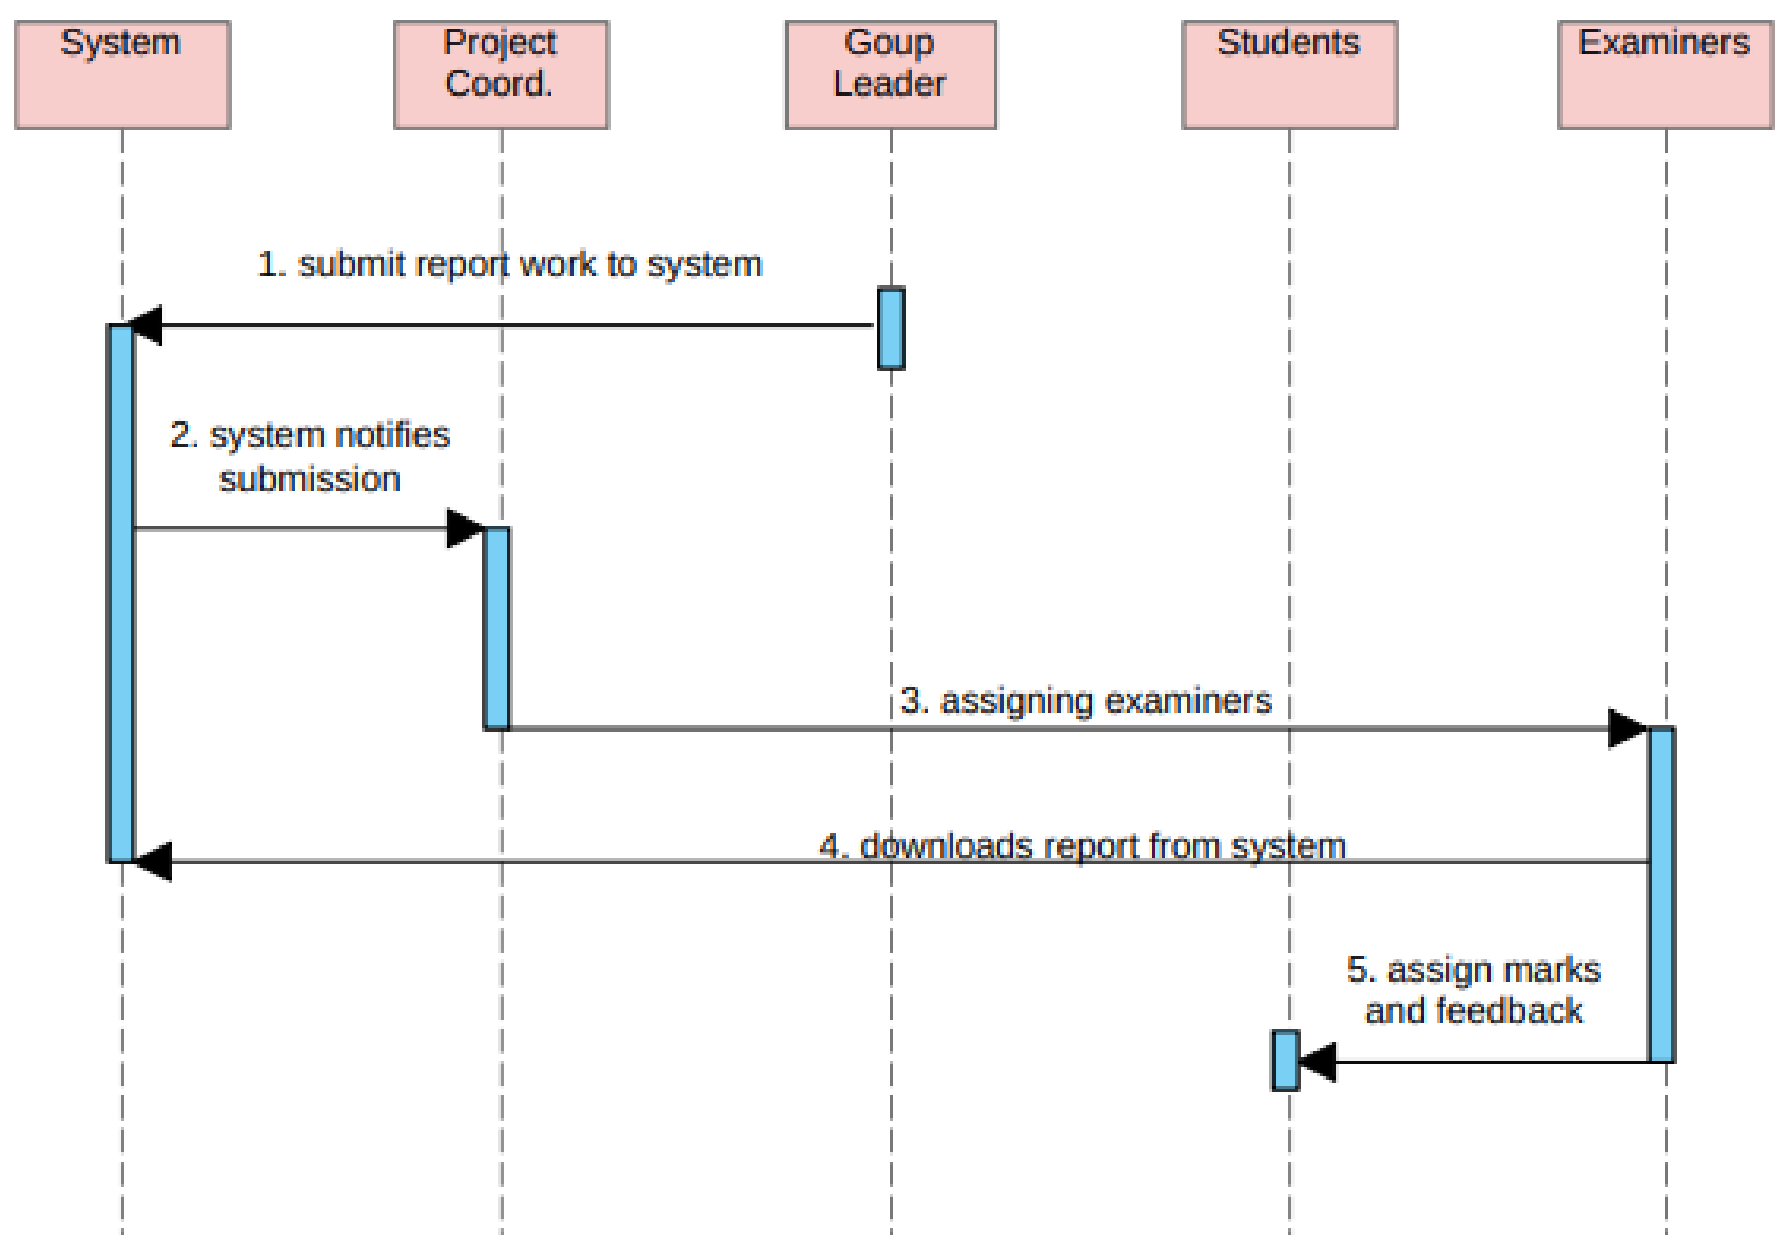 System
Project
Coord.
Goup
Leader
Students
Examiners
1. submit report work to system
2. system notifies
submission
3. assigning examiners
4. downloads report from system
5. assign marks
and feedback